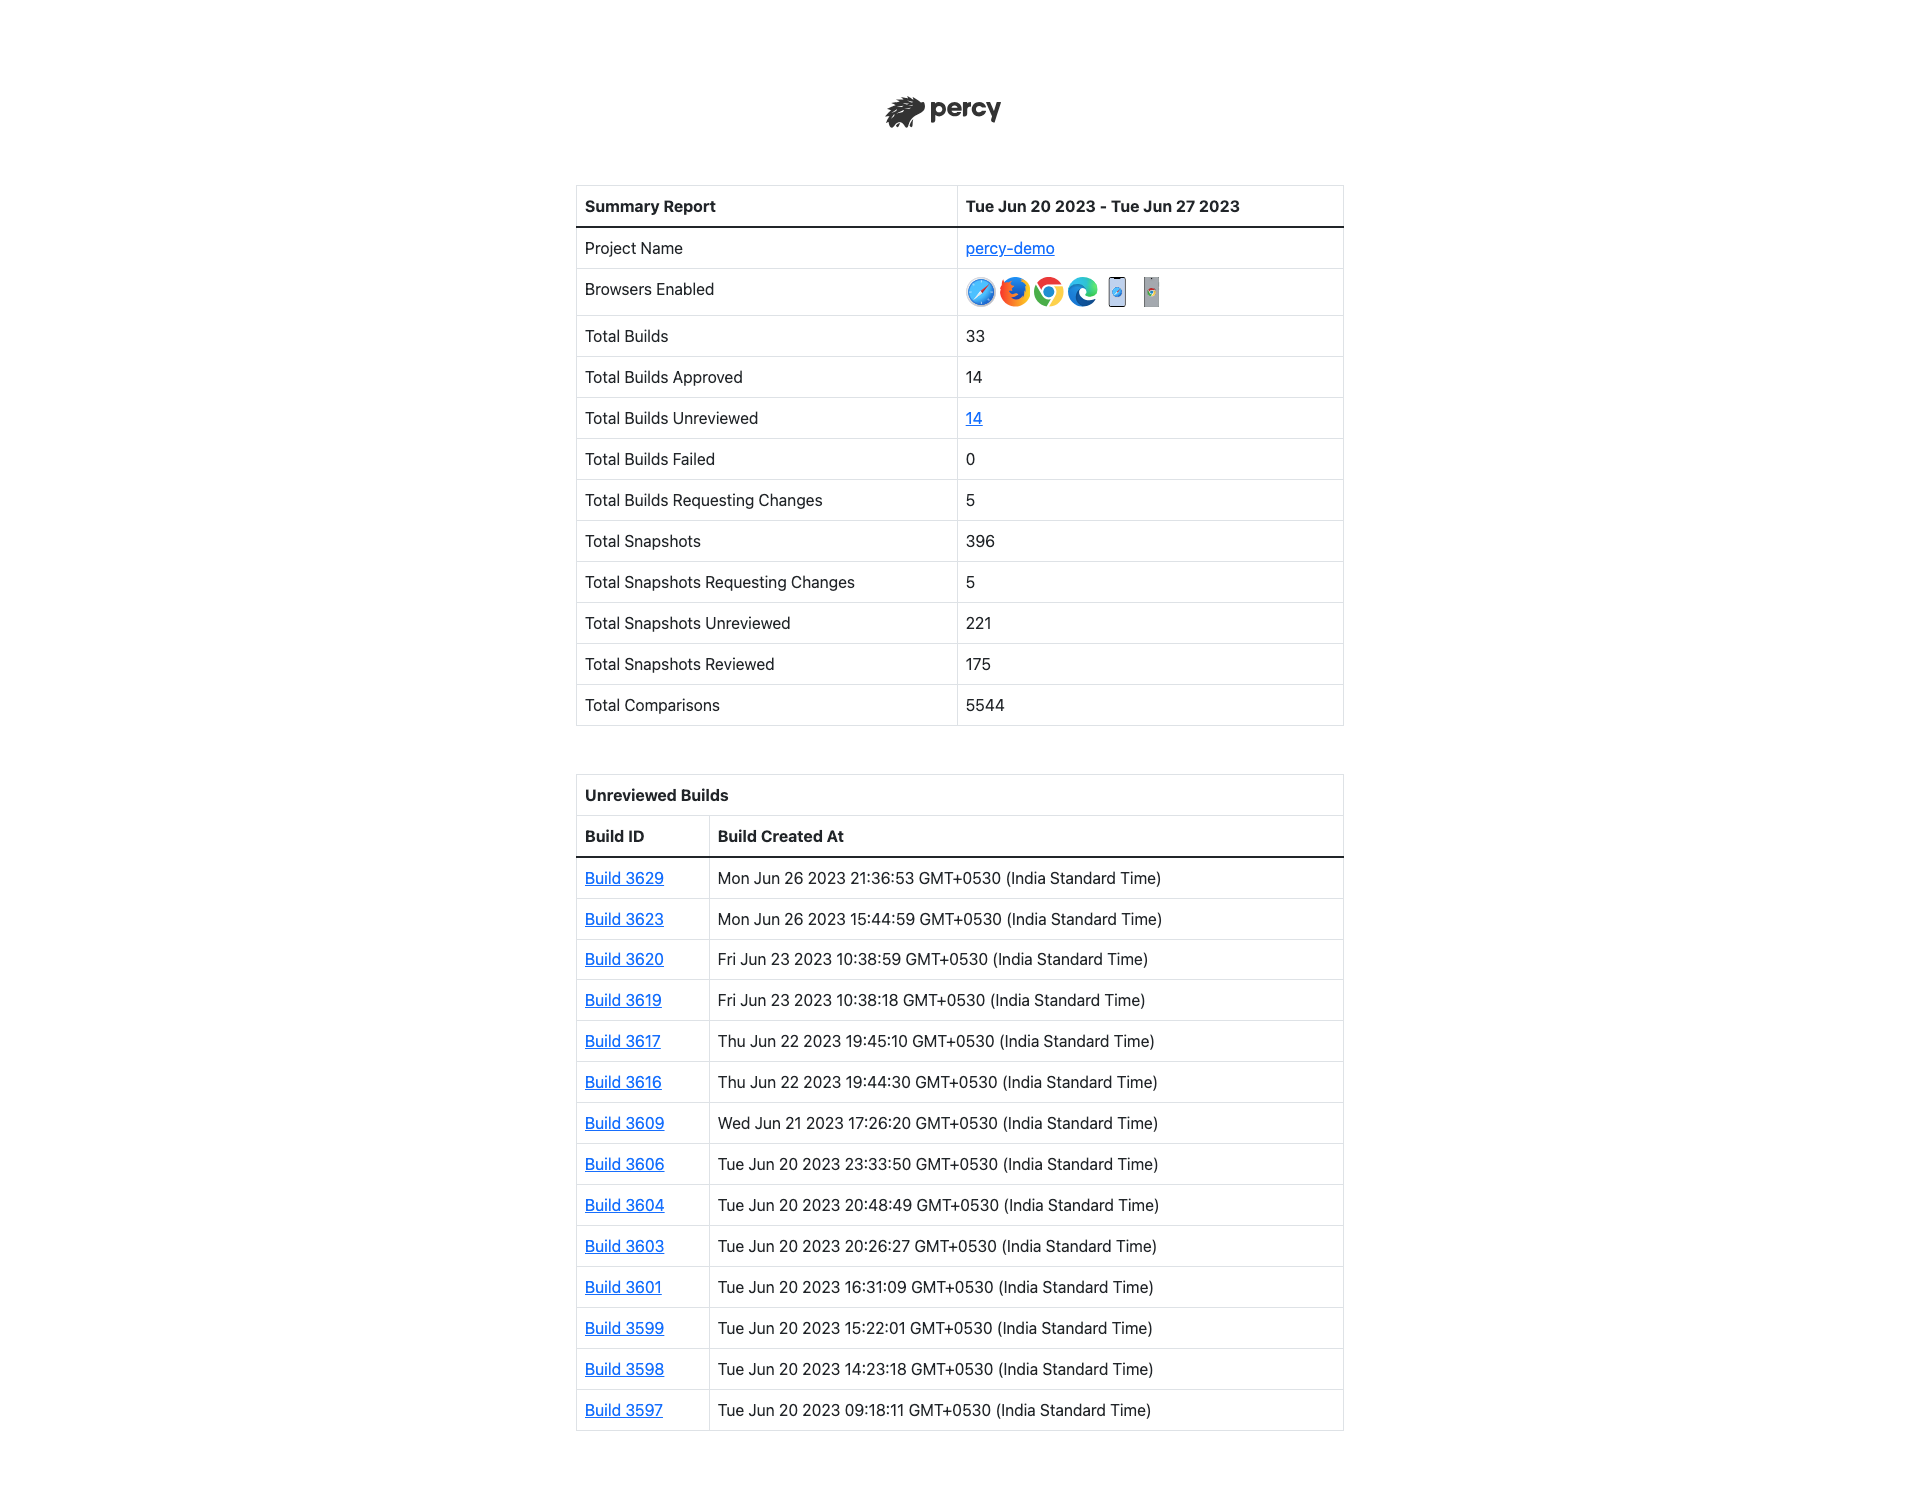 percy
Summary Report Tue Jun 20 2023 - Tue Jun 27 2023
Project Name percy-demo
Browsers Enabled
Total Builds 33
Total Builds Approved 14
Total Builds Unreviewed 14
Total Builds Failed 0
Total Builds Requesting Changes 5
Total Snapshots 396
Total Snapshots Requesting Changes 5
Total Snapshots Unreviewed 221
Total Snapshots Reviewed 175
Total Comparisons 5544
Unreviewed Builds
Build ID Build Created At
Build 3629 Mon Jun 26 2023 21:36:53 GMT+0530 (India Standard Time)
Build 3623 Mon Jun 26 2023 15:44:59 GMT+0530 (India Standard Time)
Build 3620 Fri Jun 23 2023 10:38:59 GMT+0530 (India Standard Time)
Build 3619 Fri Jun 23 2023 10:38:18 GMT+0530 (India Standard Time)
Build 3617 Thu Jun 22 2023 19:45:10 GMT+0530 (India Standard Time)
Build 3616 Thu Jun 22 2023 19:44:30 GMT+0530 (India Standard Time)
Build 3609 Wed Jun 21 2023 17:26:20 GMT+0530 (India Standard Time)
Build 3606 Tue Jun 20 2023 23:33:50 GMT+0530 (India Standard Time)
Build 3604 Tue Jun 20 2023 20:48:49 GMT+0530 (India Standard Time)
Build 3603 Tue Jun 20 2023 20:26:27 GMT+0530 (India Standard Time)
Build 3601 Tue Jun 20 2023 16:31:09 GMT+0530 (India Standard Time)
Build 3599 Tue Jun 20 2023 15:22:01 GMT+0530 (India Standard Time)
Build 3598 Tue Jun 20 2023 14:23:18 GMT+0530 (India Standard Time)
Build 3597 Tue Jun 20 2023 09:18:11 GMT+0530 (India Standard Time)